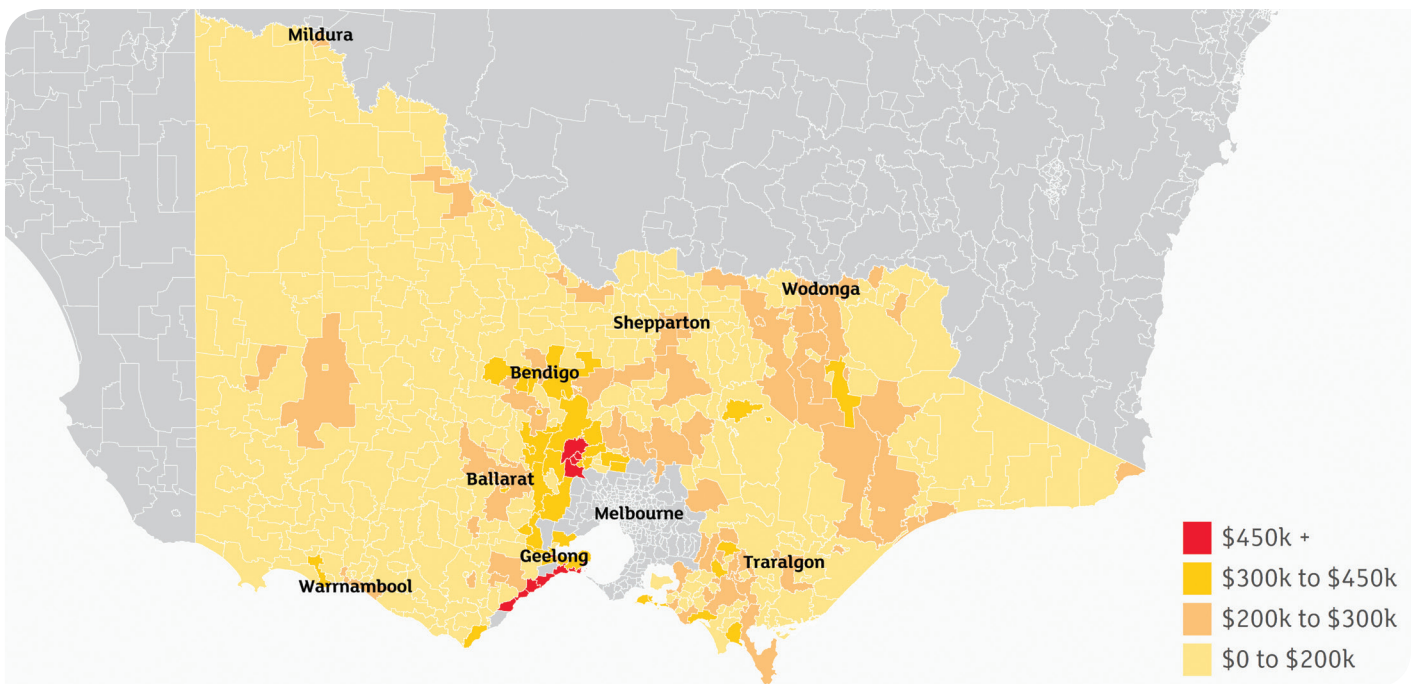 Mildura
Wodonga
Shepparton
Bendigo
Ballarat
Melbourne
Geelong
Traralgon
Warrnambool
$450k +
$300k to $450k
$200k to $300k
$0 to $200k